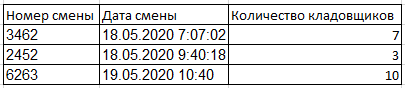 Номер смены Дата смены Количество кладовщиков
3462 18.05.2020 7:07:02 7
2452 18.05.2020 9:40:18 3
6263 19.05.2020 10:40 10